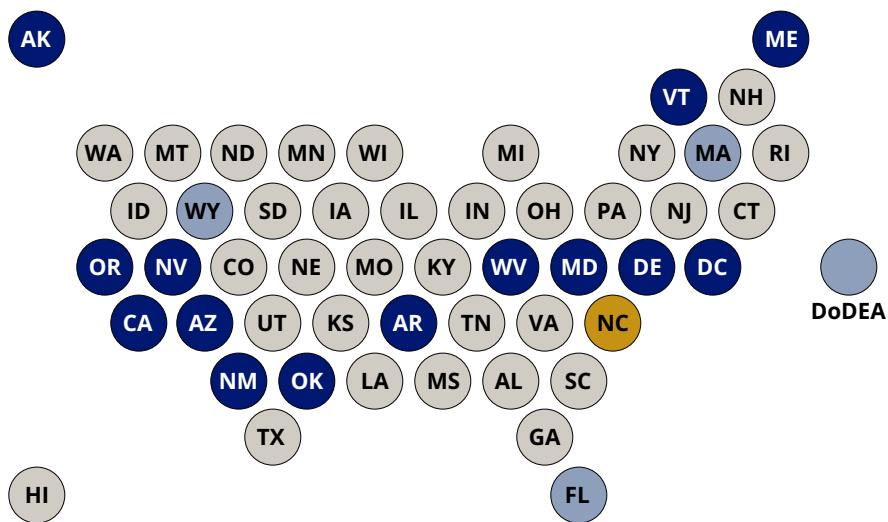 AK ME
VT NH
WA MT ND MN WI MI NY MA RI
ID WY SD IA IL IN OH PA NJ CT
OR NV CO NE MO KY WV MD DE DC
DoDEA
CA AZ UT KS AR TN VA NC
NM OK LA MS AL SC
TX GA
HI FL